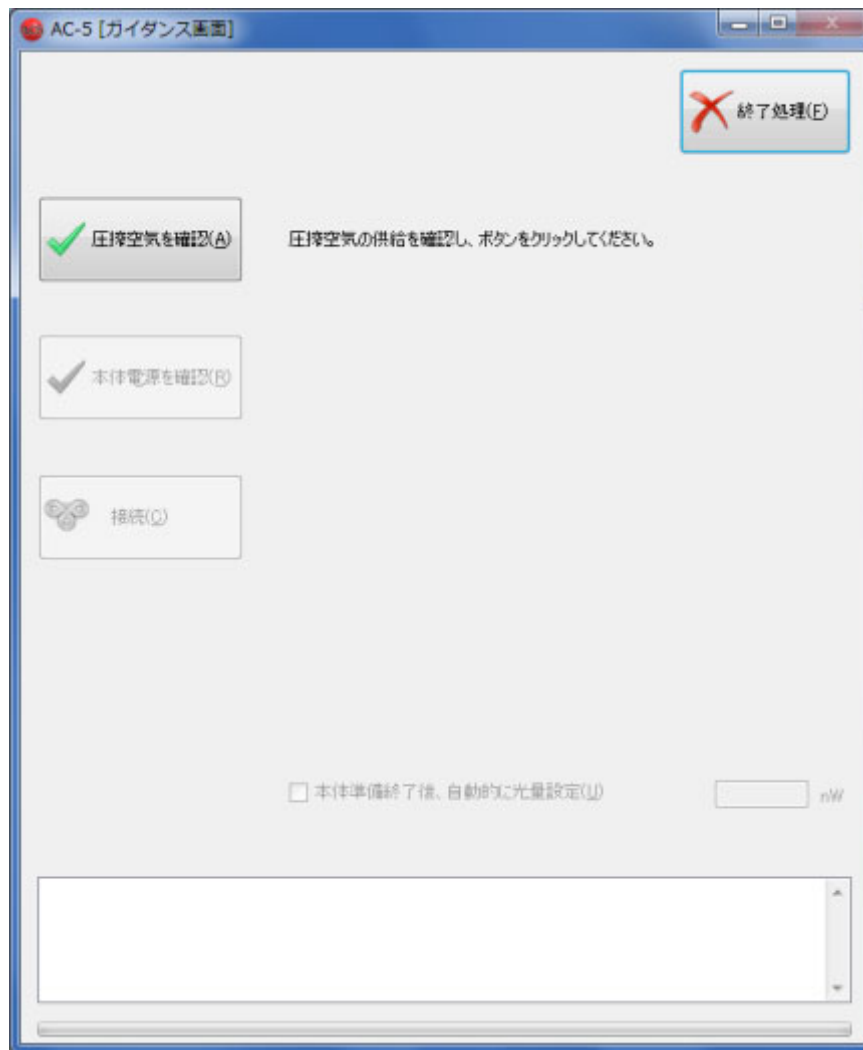 AC-5 [ガイダンス画面]
終了処理(F)
圧搾空気を確認(A)
圧搾空気の供給を確認し、ボタンをクリックしてください。
本体電源を確認(R)
接続(C)
本体準備終了後、自動的に光量設定(U)
nW